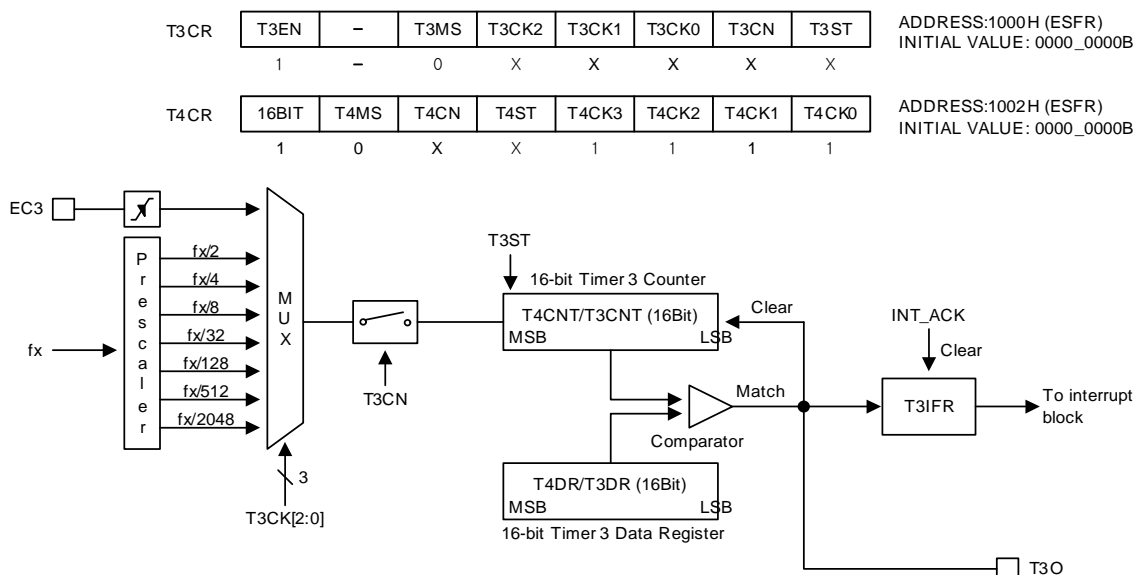 T3CR T3EN – T3MS T3CK2 T3CK1 T3CK0 T3CN T3ST ADDRESS:1000H (ESFR)
INITIAL VALUE: 0000_0000B
1 – 0 X X X X X
T4CR 16BIT T4MS T4CN T4ST T4CK3 T4CK2 T4CK1 T4CK0 ADDRESS:1002H (ESFR)
INITIAL VALUE: 0000_0000B
1 0 X X 1 1 1 1
EC3
fx
Prescaler
fx/2
fx/4
fx/8
fx/32
fx/128
fx/512
fx/2048
MUX
3
T3CK[2:0]
T3CN
T3ST
16-bit Timer 3 Counter
T4CNT/T3CNT (16Bit)
MSB LSB
Clear
Match
Comparator
T4DR/T3DR (16Bit)
MSB LSB
16-bit Timer 3 Data Register
INT_ACK
Clear
T3IFR
To interrupt
block
T3O